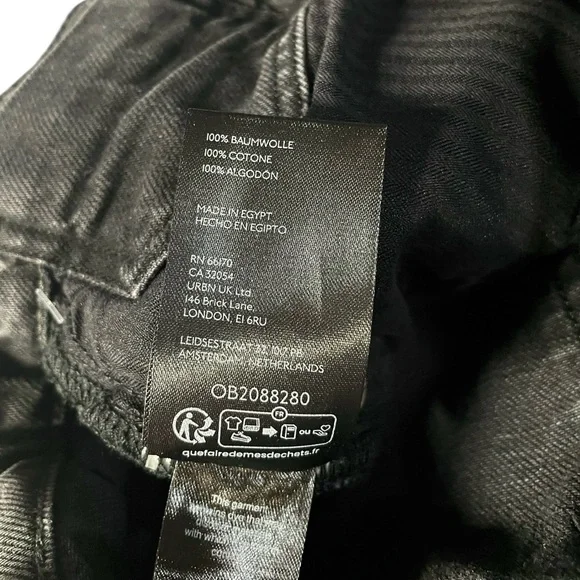 100% BAUMWOLLE
100% COTONE
100% ALGODÓN
MADE IN EGYPT
HECHO EN EGIPTO
RN 66170
CA 32054
URBN UK Ltd
146 Brick Lane,
LONDON, E1 6RU
LEIDSESTRAAT 32, 1017 PB
AMSTERDAM, NETHERLANDS
OB2088280
FR
OU
quefairedemesdechets.fr
The garment